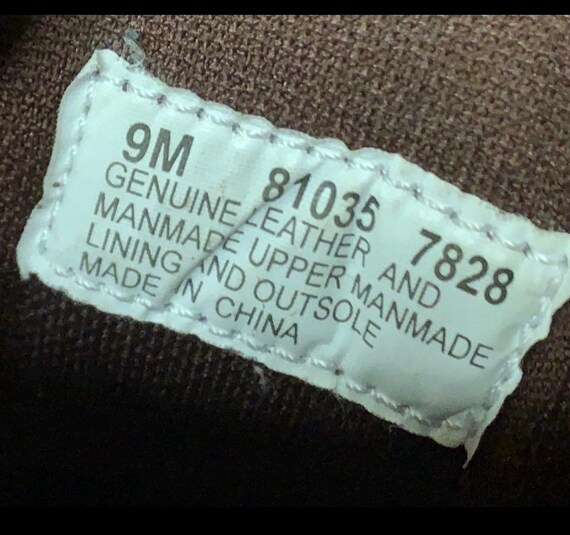 9M 81035 7828
GENUINE LEATHER AND
MANMADE UPPER MANMADE
LINING AND OUTSOLE
MADE IN CHINA